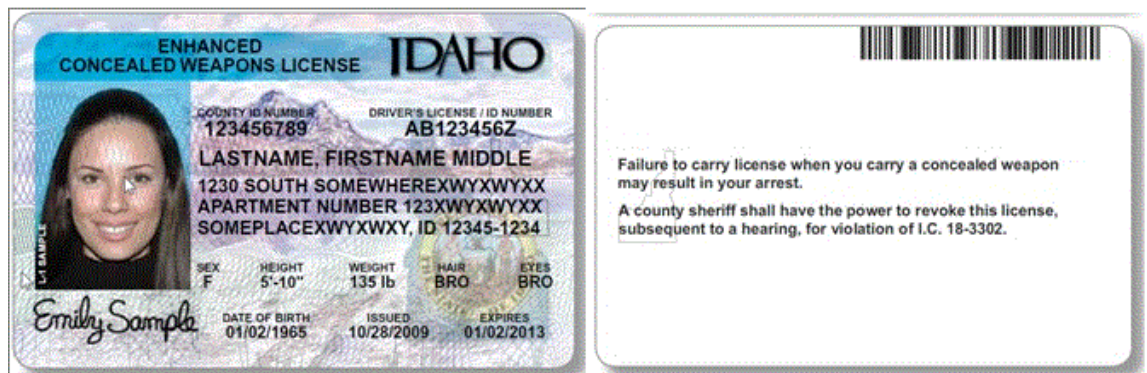 ENHANCED
CONCEALED WEAPONS LICENSE
IDAHO
COUNTY ID NUMBER
123456789
DRIVER'S LICENSE / ID NUMBER
AB123456Z
LASTNAME, FIRSTNAME MIDDLE
1230 SOUTH SOMEWHEREXWYXWYXX
APARTMENT NUMBER 123XWYXWYXX
SOMEPLACEXWYXWXY, ID 12345-1234
SEX
F
HEIGHT
5'-10"
WEIGHT
135 lb
HAIR
BRO
EYES
BRO
L-1 SAMPLE
Emily Sample
DATE OF BIRTH
01/02/1965
ISSUED
10/28/2009
EXPIRES
01/02/2013
Failure to carry license when you carry a concealed weapon
may result in your arrest.
A county sheriff shall have the power to revoke this license,
subsequent to a hearing, for violation of I.C. 18-3302.